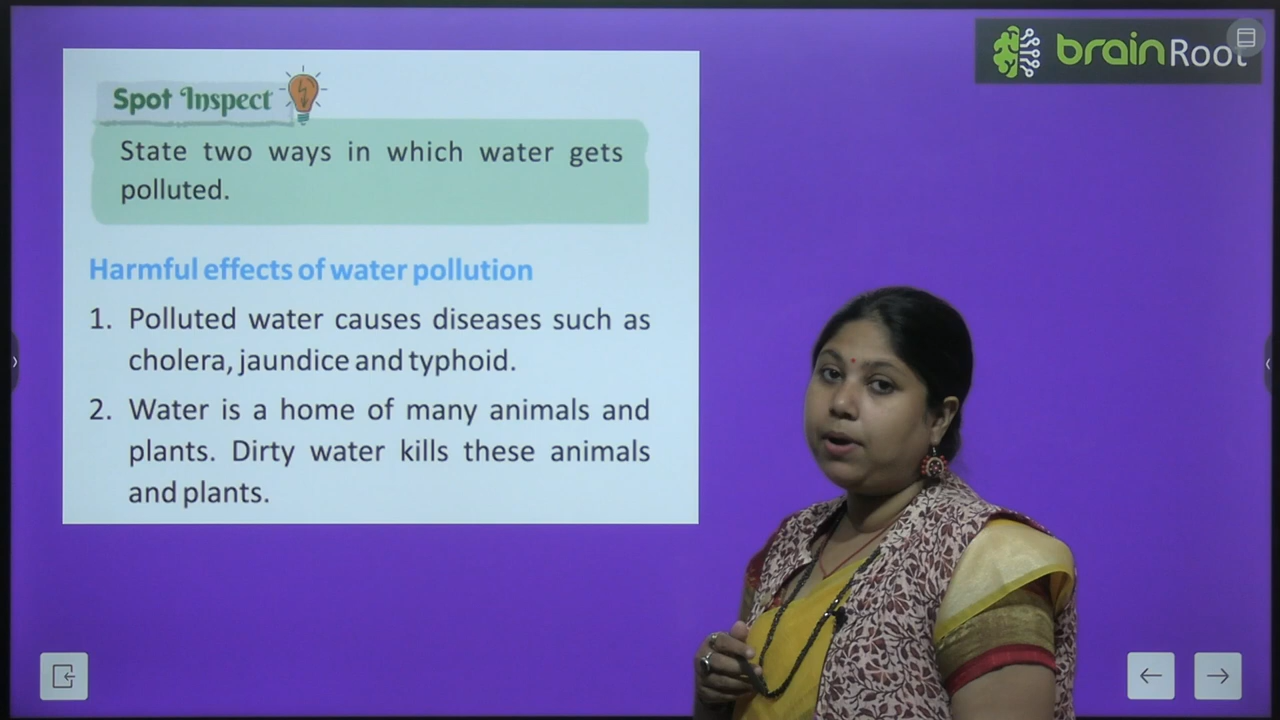 brainRoot
Spot Inspect
State two ways in which water gets
polluted.
Harmful effects of water pollution
1. Polluted water causes diseases such as
cholera, jaundice and typhoid.
2. Water is a home of many animals and
plants. Dirty water kills these animals
and plants.